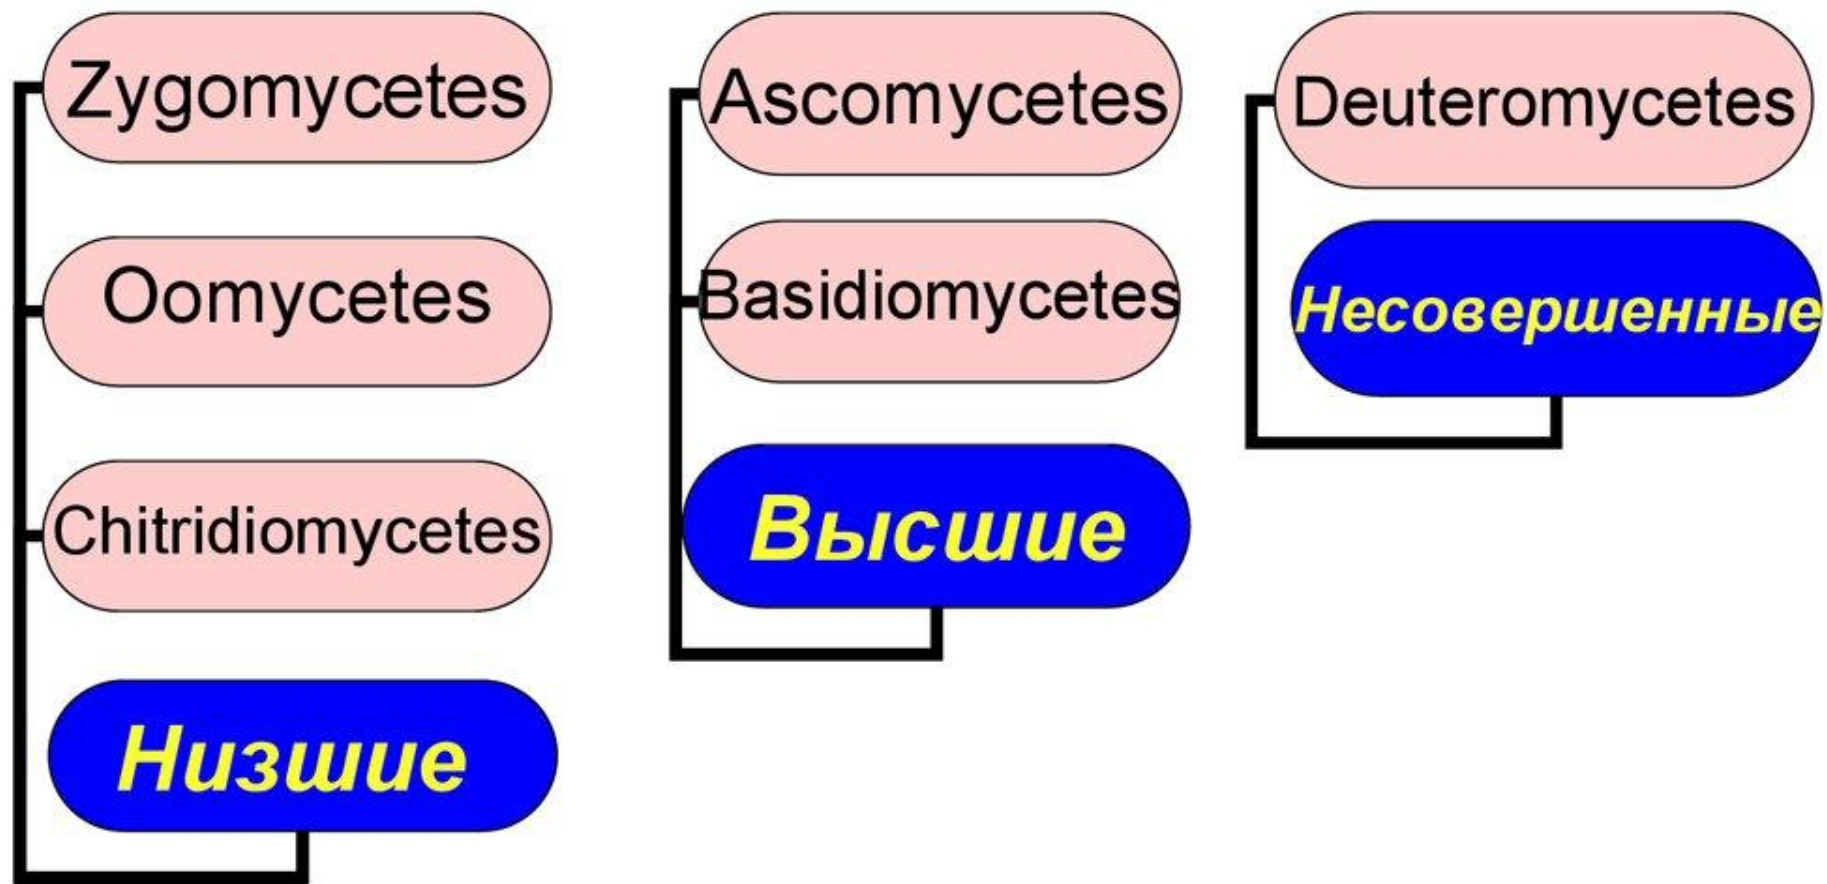 Zygomycetes
Oomycetes
Chitridiomycetes
Низшие
Ascomycetes
Basidiomycetes
Высшие
Deuteromycetes
Несовершенные